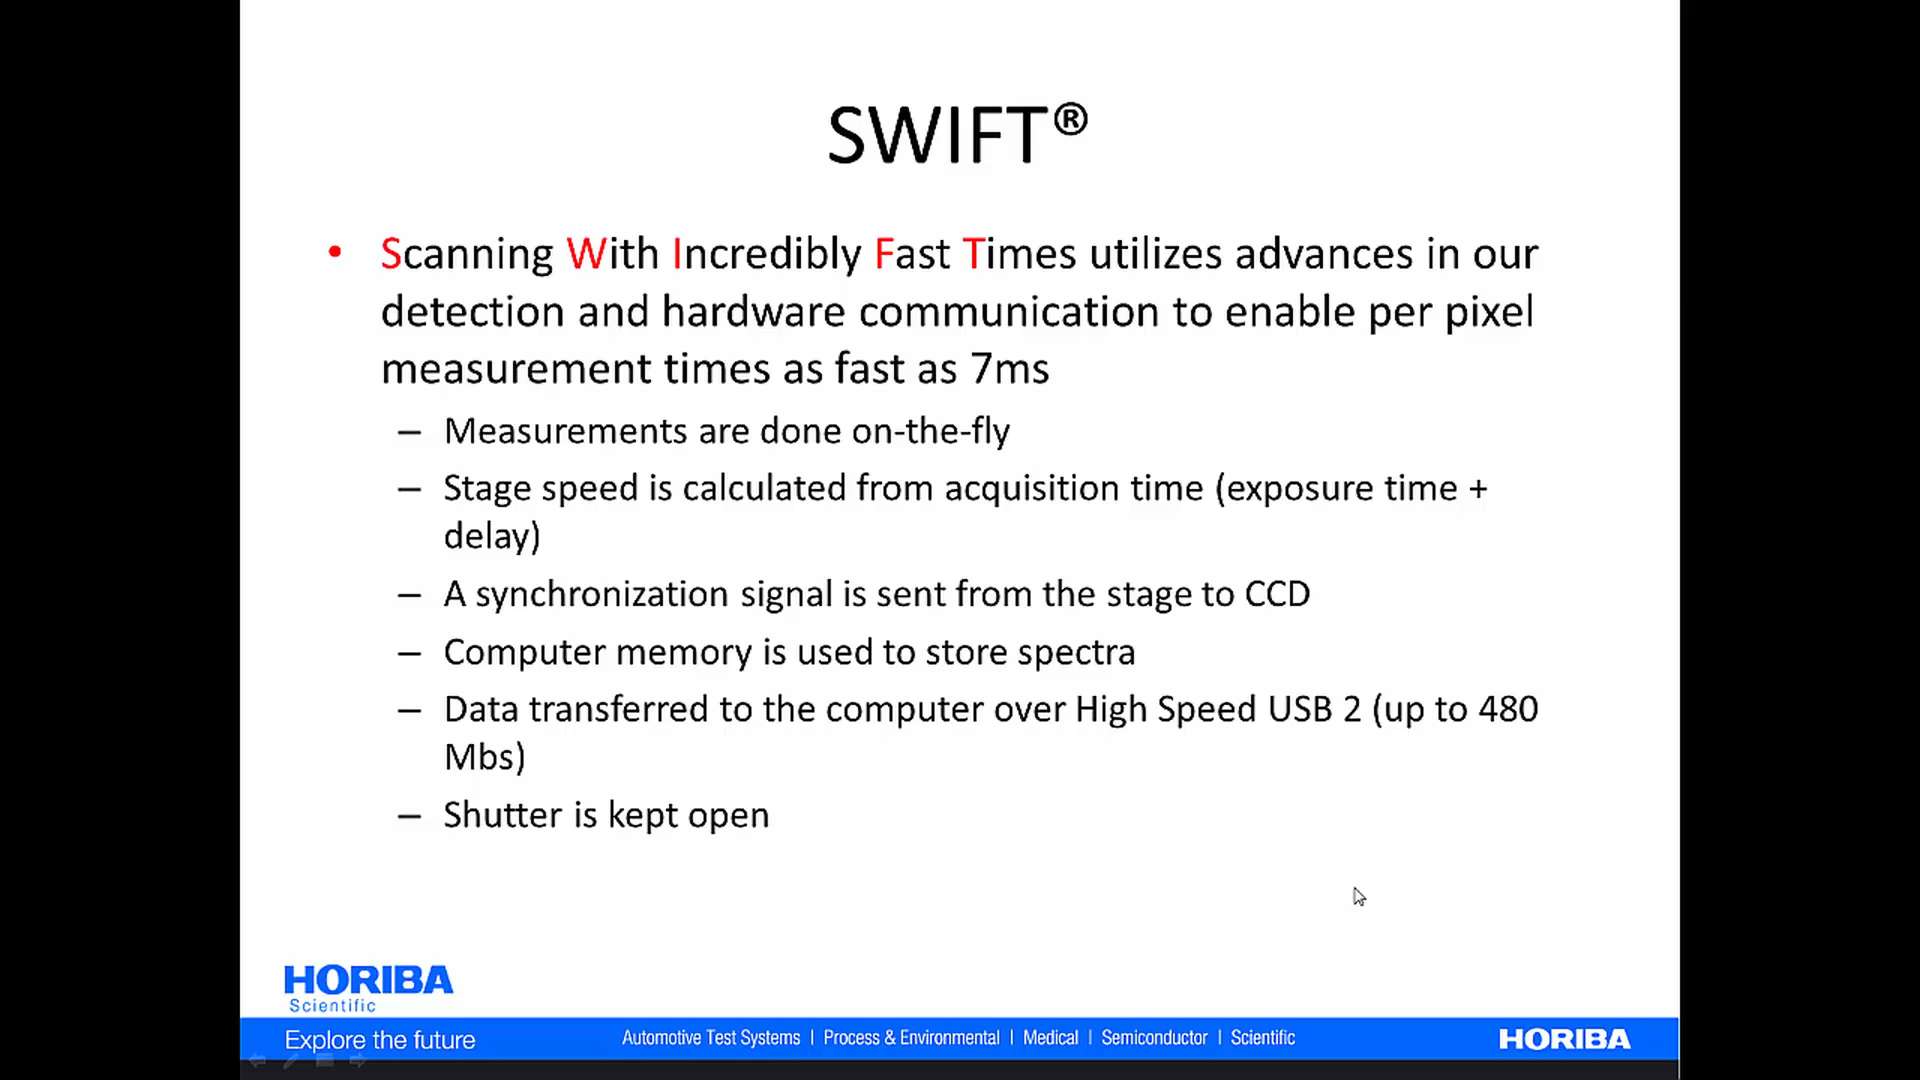 SWIFT®
• Scanning With Incredibly Fast Times utilizes advances in our
detection and hardware communication to enable per pixel
measurement times as fast as 7ms
– Measurements are done on-the-fly
– Stage speed is calculated from acquisition time (exposure time +
delay)
– A synchronization signal is sent from the stage to CCD
– Computer memory is used to store spectra
– Data transferred to the computer over High Speed USB 2 (up to 480
Mbs)
– Shutter is kept open
HORIBA
Scientific
Explore the future
Automotive Test Systems | Process & Environmental | Medical | Semiconductor | Scientific
HORIBA